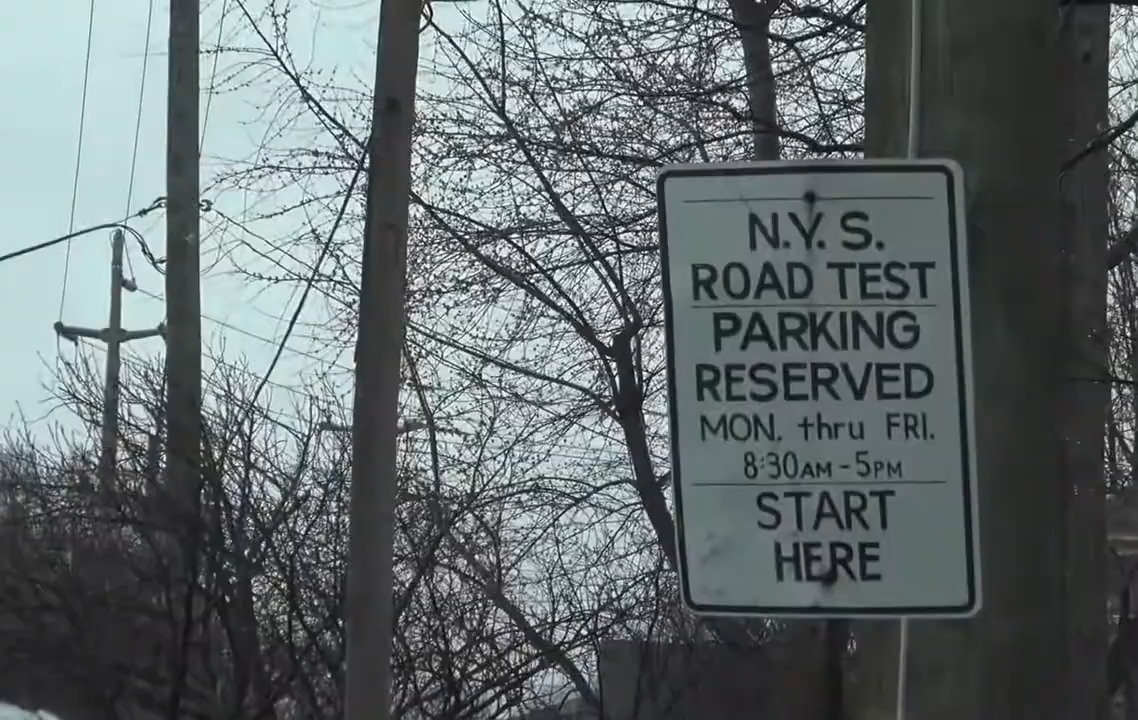 N.Y.S.
ROAD TEST
PARKING
RESERVED
MON. thru FRI.
8:30AM-5PM
START
HERE